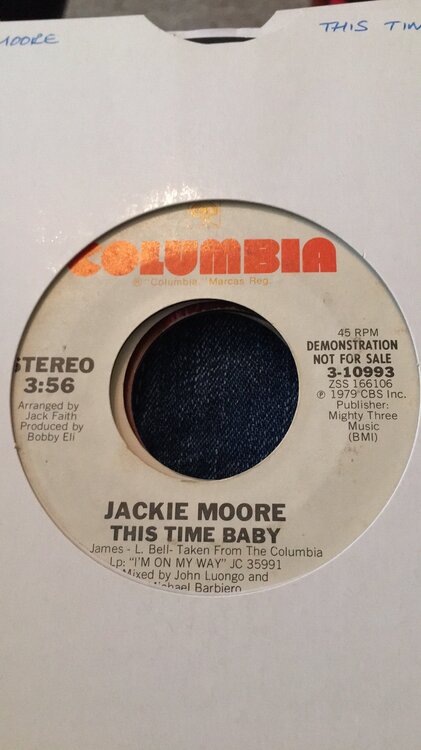 MOORE
THIS TIM
COLUMBIA
® "Columbia, "Marcas Reg.
STEREO
3:56
Arranged by
Jack Faith
Produced by
Bobby Eli
45 RPM
DEMONSTRATION
NOT FOR SALE
3-10993
ZSS 166106
℗ 1979 CBS Inc.
Publisher:
Mighty Three
Music
(BMI)
JACKIE MOORE
THIS TIME BABY
James - L. Bell- Taken From The Columbia
Lp: "I'M ON MY WAY" JC 35991
Mixed by John Luongo and
Michael Barbiero